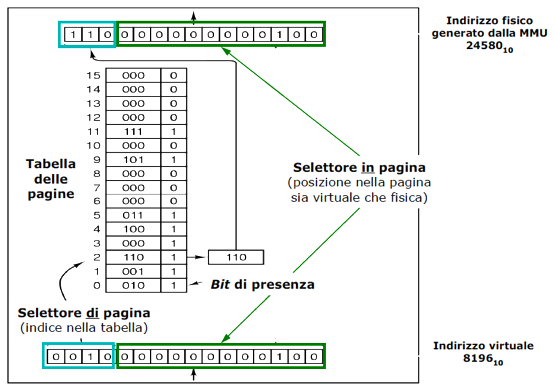 1 1 0 0 0 0 0 0 0 0 0 0 1 0 0
Indirizzo fisico
generato dalla MMU
24580₁₀
15 000 0
14 000 0
13 000 0
12 000 0
11 111 1
10 000 0
9 101 1
8 000 0
7 000 0
6 000 0
5 011 1
4 100 1
3 000 1
2 110 1
1 001 1
0 010 1
Tabella
delle
pagine
110
Selettore in pagina
(posizione nella pagina
sia virtuale che fisica)
Bit di presenza
Selettore di pagina
(indice nella tabella)
0 0 1 0 0 0 0 0 0 0 0 0 0 1 0 0
Indirizzo virtuale
8196₁₀